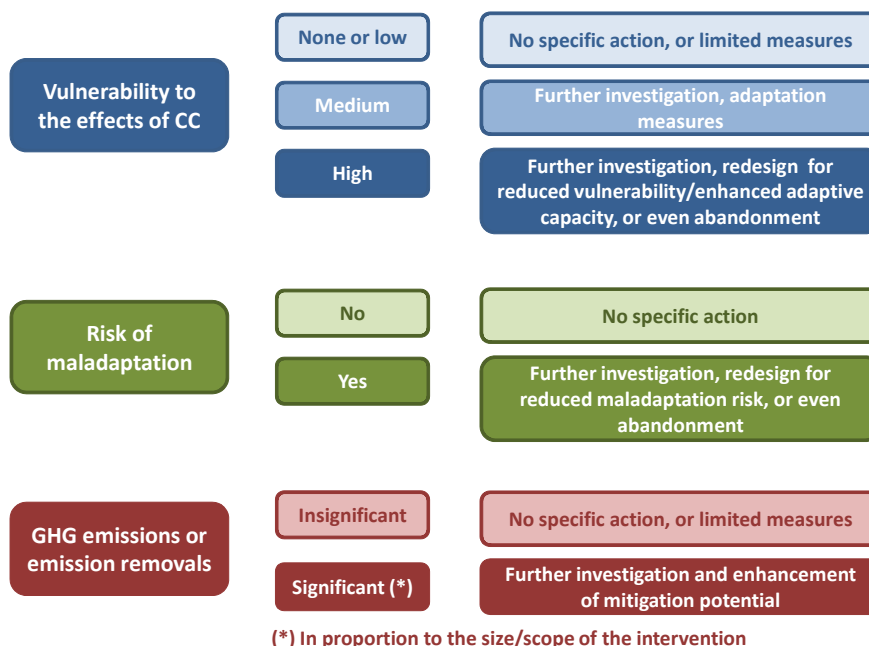 None or low
No specific action, or limited measures
Vulnerability to
the effects of CC
Medium
Further investigation, adaptation
measures
High
Further investigation, redesign for
reduced vulnerability/enhanced adaptive
capacity, or even abandonment
Risk of
maladaptation
No
No specific action
Yes
Further investigation, redesign for
reduced maladaptation risk, or even
abandonment
GHG emissions or
emission removals
Insignificant
No specific action, or limited measures
Significant (*)
Further investigation and enhancement
of mitigation potential
(*) In proportion to the size/scope of the intervention